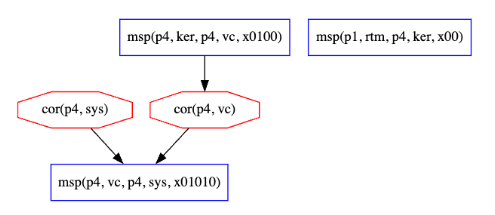 msp(p4, ker, p4, vc, x0100)
msp(p1, rtm, p4, ker, x00)
cor(p4, sys)
cor(p4, vc)
msp(p4, vc, p4, sys, x01010)